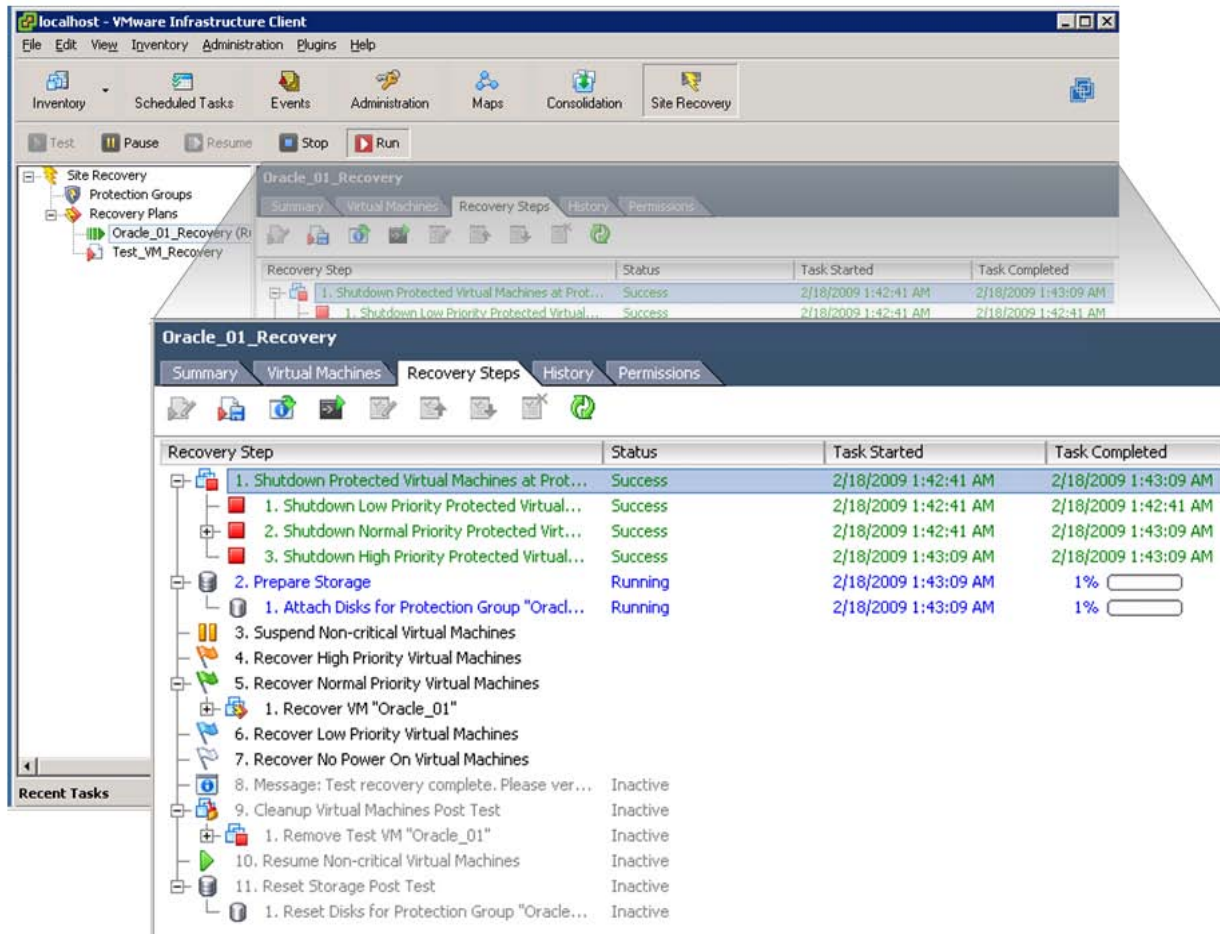 localhost - VMware Infrastructure Client
File Edit View Inventory Administration Plugins Help
Inventory Scheduled Tasks Events Administration Maps Consolidation Site Recovery
Test Pause Resume Stop Run
Site Recovery
Protection Groups
Recovery Plans
Oracle_01_Recovery (Ru
Test_VM_Recovery
Oracle_01_Recovery
Summary Virtual Machines Recovery Steps History Permissions
Recovery Step Status Task Started Task Completed
1. Shutdown Protected Virtual Machines at Prot... Success 2/18/2009 1:42:41 AM 2/18/2009 1:43:09 AM
1. Shutdown Low Priority Protected Virtual... Success 2/18/2009 1:42:41 AM 2/18/2009 1:42:41 AM
Oracle_01_Recovery
Summary Virtual Machines Recovery Steps History Permissions
Recovery Step Status Task Started Task Completed
1. Shutdown Protected Virtual Machines at Prot... Success 2/18/2009 1:42:41 AM 2/18/2009 1:43:09 AM
1. Shutdown Low Priority Protected Virtual... Success 2/18/2009 1:42:41 AM 2/18/2009 1:42:41 AM
2. Shutdown Normal Priority Protected Virt... Success 2/18/2009 1:42:41 AM 2/18/2009 1:43:09 AM
3. Shutdown High Priority Protected Virtual... Success 2/18/2009 1:43:09 AM 2/18/2009 1:43:09 AM
2. Prepare Storage Running 2/18/2009 1:43:09 AM 1%
1. Attach Disks for Protection Group "Oracl... Running 2/18/2009 1:43:09 AM 1%
3. Suspend Non-critical Virtual Machines
4. Recover High Priority Virtual Machines
5. Recover Normal Priority Virtual Machines
1. Recover VM "Oracle_01"
6. Recover Low Priority Virtual Machines
7. Recover No Power On Virtual Machines
8. Message: Test recovery complete. Please ver... Inactive
9. Cleanup Virtual Machines Post Test Inactive
1. Remove Test VM "Oracle_01" Inactive
10. Resume Non-critical Virtual Machines Inactive
11. Reset Storage Post Test Inactive
1. Reset Disks for Protection Group "Oracle... Inactive
Recent Tasks